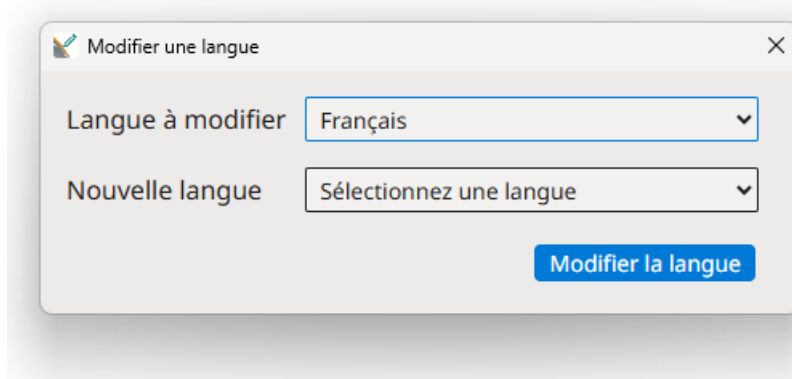 Modifier une langue
Langue à modifier Français
Nouvelle langue Sélectionnez une langue
Modifier la langue